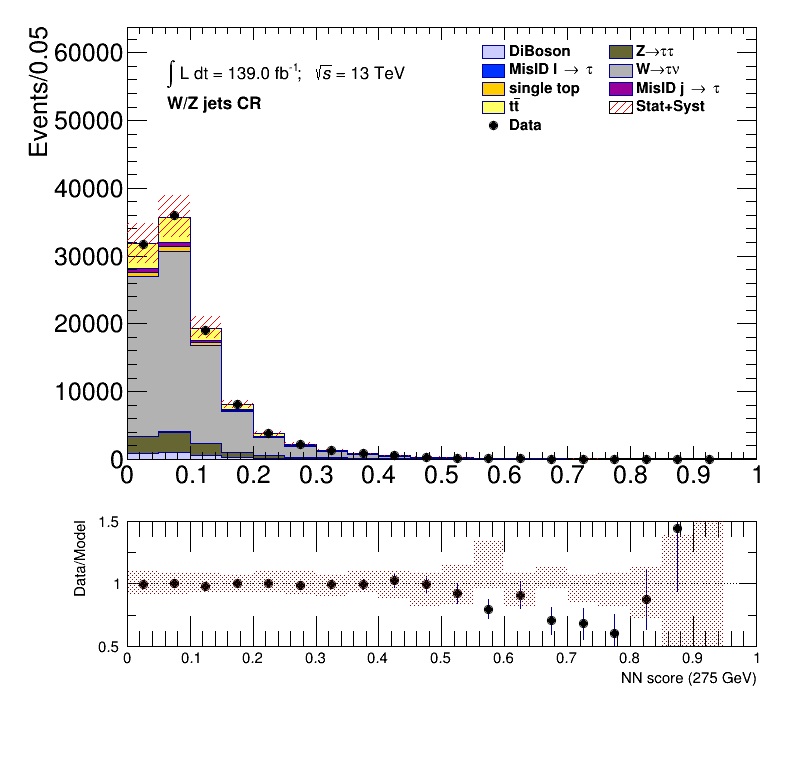 Events/0.05
60000
50000
40000
30000
20000
10000
0
∫ L dt = 139.0 fb⁻¹; √s = 13 TeV
W/Z jets CR
DiBoson
MisID l → τ
single top
tt̄
Data
Z→ττ
W→τν
MisID j → τ
Stat+Syst
0 0.1 0.2 0.3 0.4 0.5 0.6 0.7 0.8 0.9 1
Data/Model
1.5
1
0.5
0 0.1 0.2 0.3 0.4 0.5 0.6 0.7 0.8 0.9 1
NN score (275 GeV)